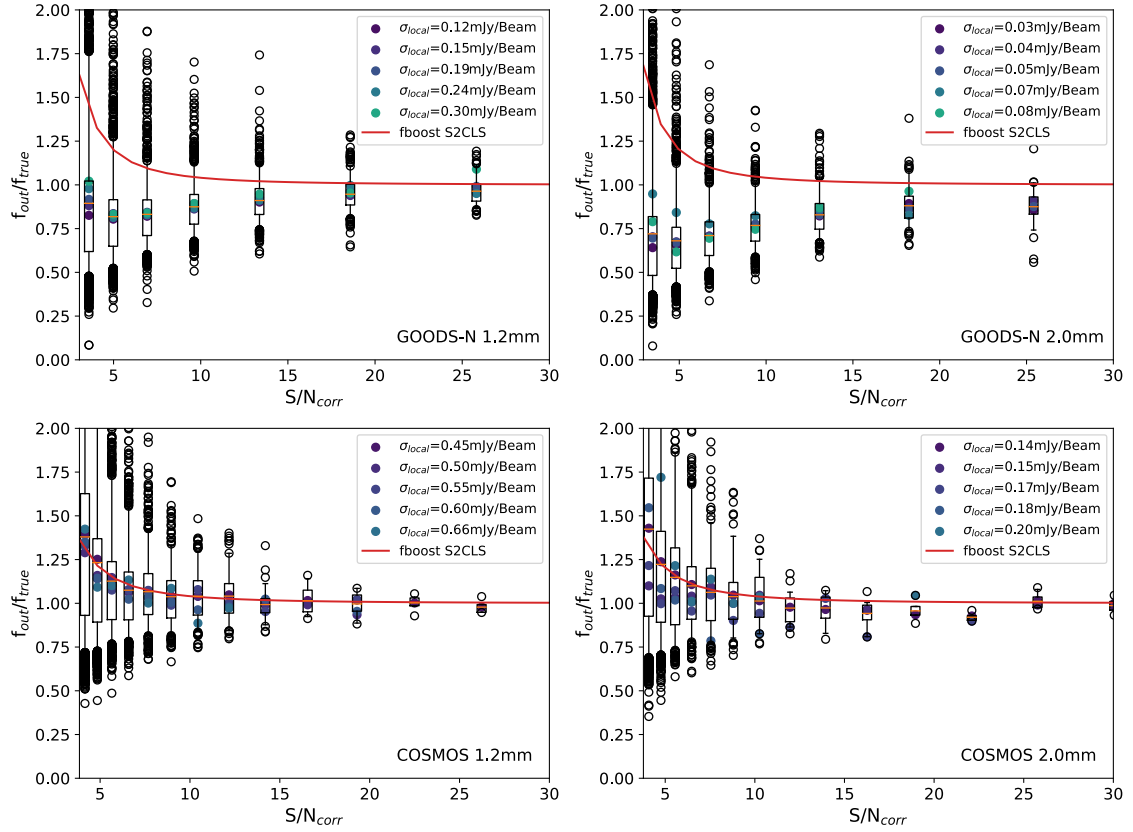 2.00
1.75
1.50
1.25
1.00
0.75
0.50
0.25
0.00
f_out/f_true
5
10
15
20
25
30
S/N_corr
σ_local=0.12mJy/Beam
σ_local=0.15mJy/Beam
σ_local=0.19mJy/Beam
σ_local=0.24mJy/Beam
σ_local=0.30mJy/Beam
fboost S2CLS
GOODS-N 1.2mm
2.00
1.75
1.50
1.25
1.00
0.75
0.50
0.25
0.00
f_out/f_true
5
10
15
20
25
30
S/N_corr
σ_local=0.03mJy/Beam
σ_local=0.04mJy/Beam
σ_local=0.05mJy/Beam
σ_local=0.07mJy/Beam
σ_local=0.08mJy/Beam
fboost S2CLS
GOODS-N 2.0mm
2.00
1.75
1.50
1.25
1.00
0.75
0.50
0.25
0.00
f_out/f_true
5
10
15
20
25
30
S/N_corr
σ_local=0.45mJy/Beam
σ_local=0.50mJy/Beam
σ_local=0.55mJy/Beam
σ_local=0.60mJy/Beam
σ_local=0.66mJy/Beam
fboost S2CLS
COSMOS 1.2mm
2.00
1.75
1.50
1.25
1.00
0.75
0.50
0.25
0.00
f_out/f_true
5
10
15
20
25
30
S/N_corr
σ_local=0.14mJy/Beam
σ_local=0.15mJy/Beam
σ_local=0.17mJy/Beam
σ_local=0.18mJy/Beam
σ_local=0.20mJy/Beam
fboost S2CLS
COSMOS 2.0mm